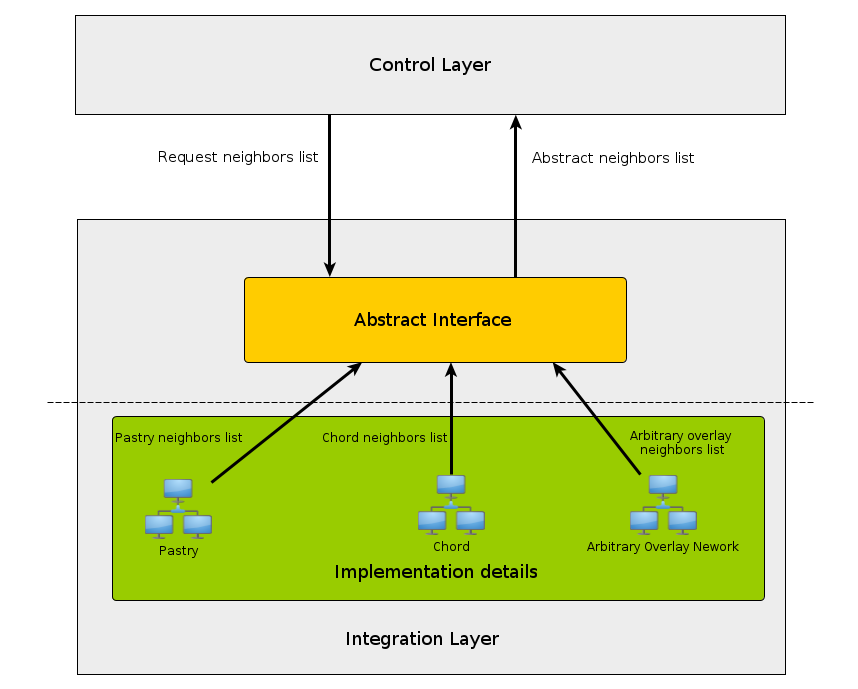 Control Layer
Request neighbors list
Abstract neighbors list
Abstract Interface
Pastry neighbors list
Chord neighbors list
Arbitrary overlay
neighbors list
Pastry
Chord
Arbitrary Overlay Nework
Implementation details
Integration Layer